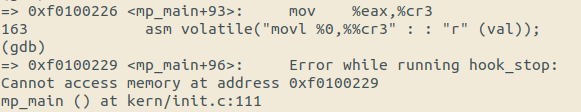 => 0xf0100226 <mp_main+93>:     mov    %eax,%cr3
163               asm volatile("movl %0,%%cr3" : : "r" (val));
(gdb)
=> 0xf0100229 <mp_main+96>:     Error while running hook_stop:
Cannot access memory at address 0xf0100229
mp_main () at kern/init.c:111